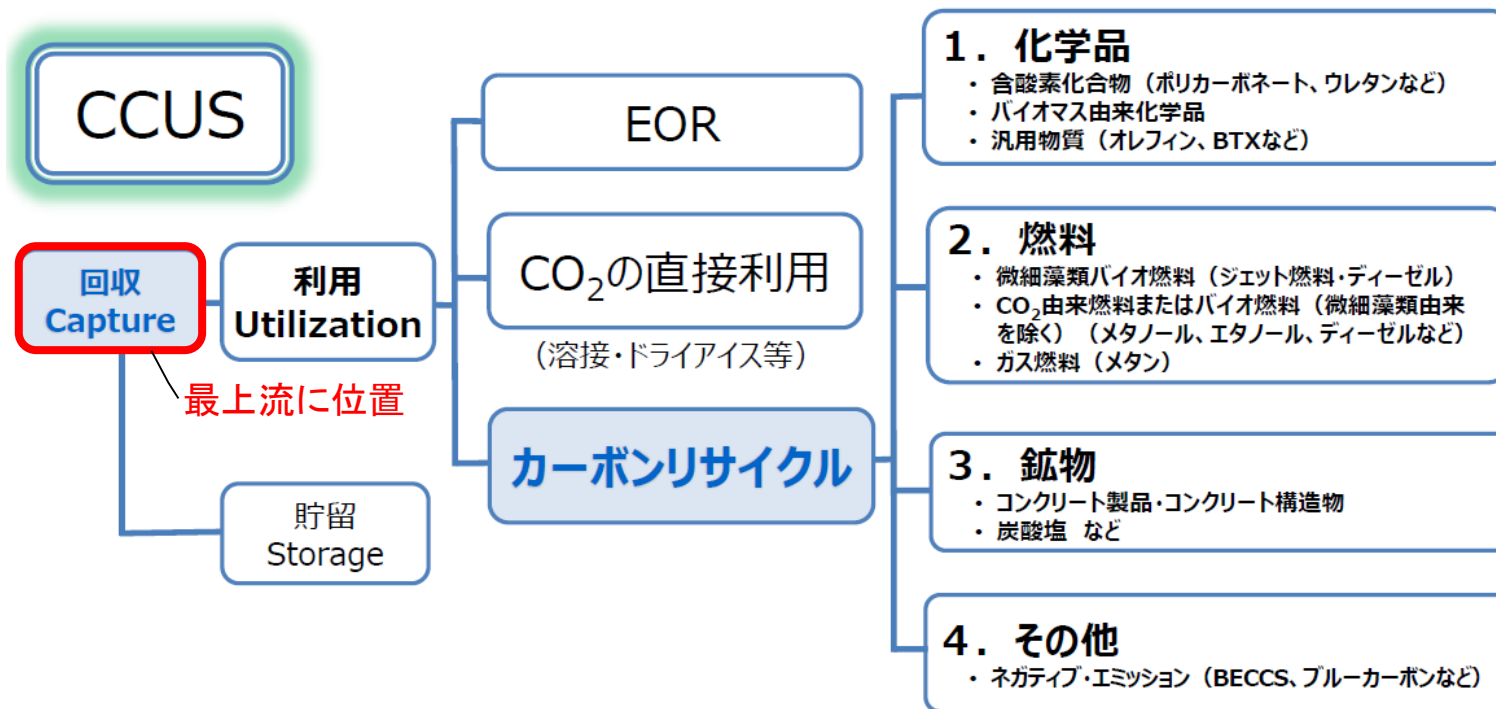 CCUS
回収
Capture
最上流に位置
利用
Utilization
貯留
Storage
EOR
CO₂の直接利用
（溶接・ドライアイス等）
カーボンリサイクル
１．化学品
・ 含酸素化合物（ポリカーボネート、ウレタンなど）
・ バイオマス由来化学品
・ 汎用物質（オレフィン、BTXなど）
２．燃料
・ 微細藻類バイオ燃料（ジェット燃料・ディーゼル）
・ CO₂由来燃料またはバイオ燃料（微細藻類由来
を除く）（メタノール、エタノール、ディーゼルなど）
・ ガス燃料（メタン）
３．鉱物
・ コンクリート製品・コンクリート構造物
・ 炭酸塩 など
４．その他
・ ネガティブ・エミッション（BECCS、ブルーカーボンなど）